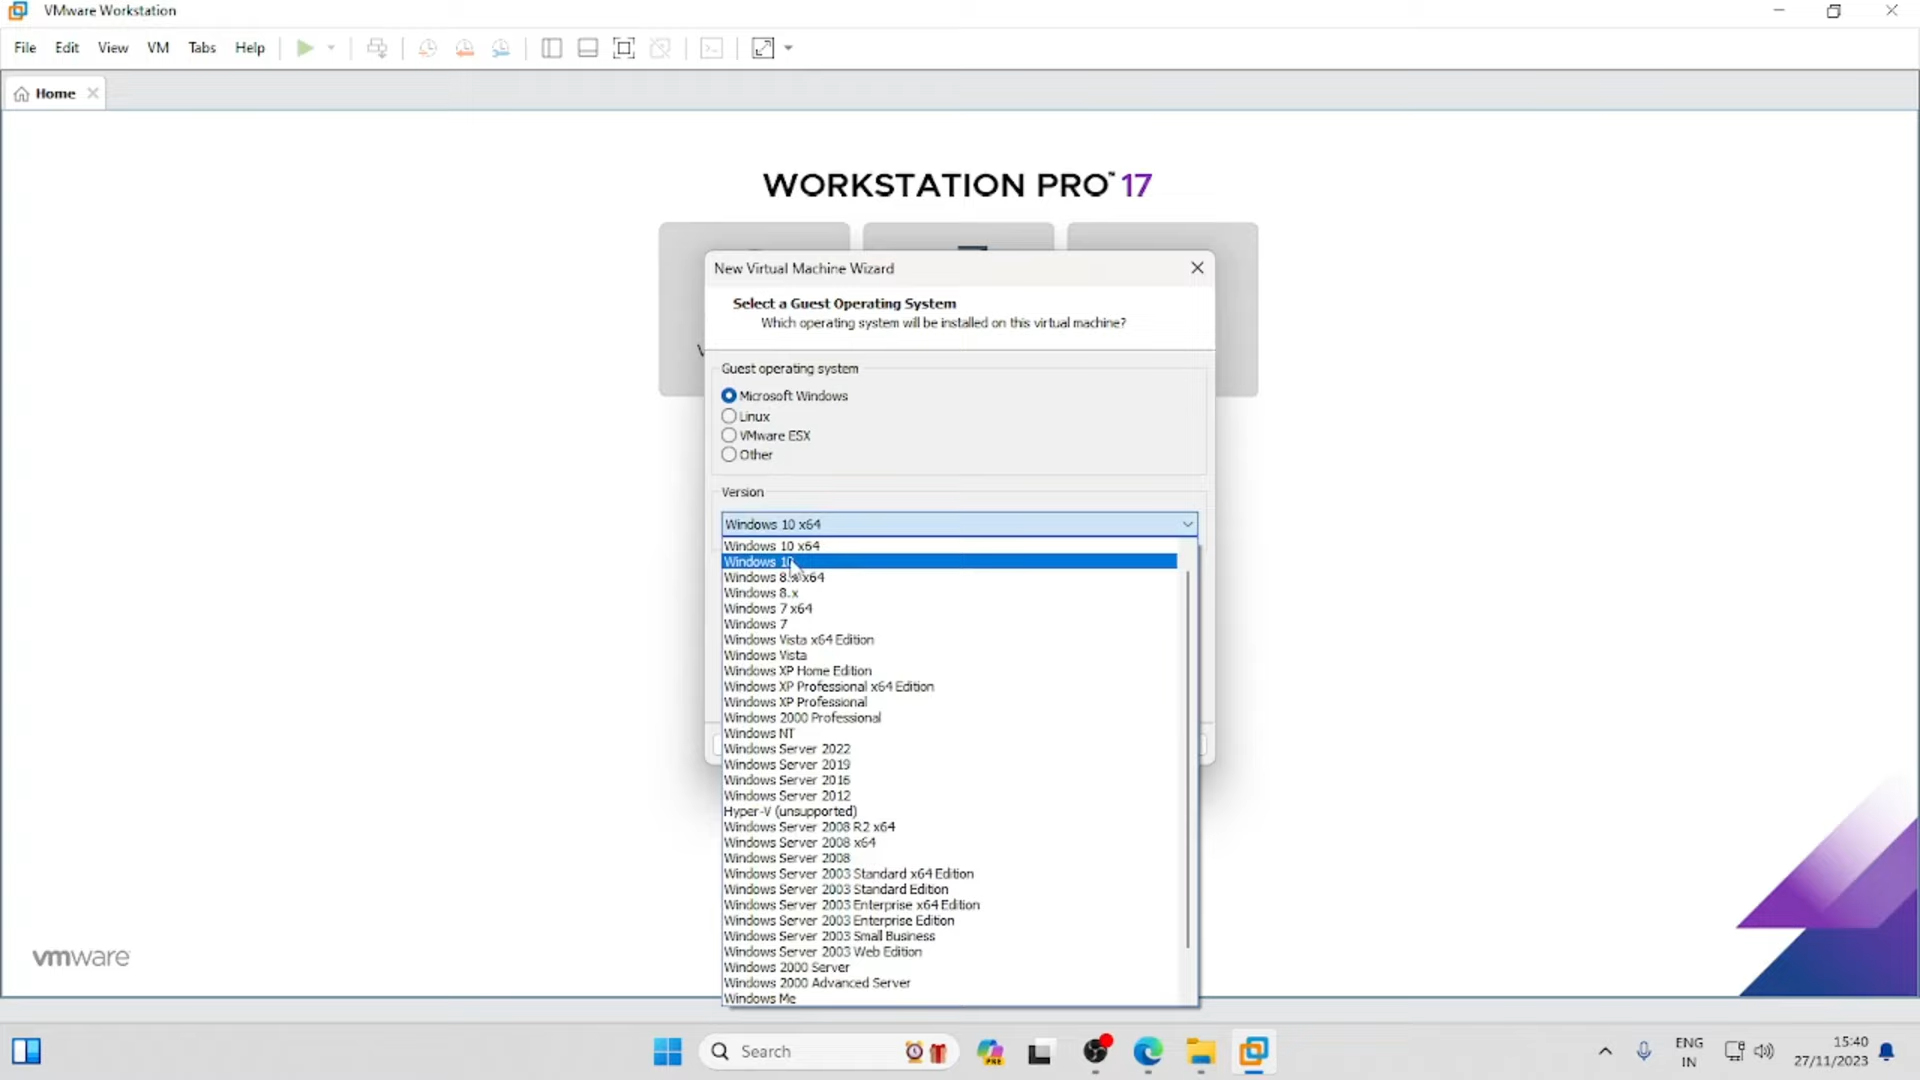 VMware Workstation
File Edit View VM Tabs Help
Home
WORKSTATION PRO™ 17
New Virtual Machine Wizard
Select a Guest Operating System
Which operating system will be installed on this virtual machine?
Guest operating system
Microsoft Windows
Linux
VMware ESX
Other
Version
Windows 10 x64
Windows 10 x64
Windows 10
Windows 8.x x64
Windows 8.x
Windows 7 x64
Windows 7
Windows Vista x64 Edition
Windows Vista
Windows XP Home Edition
Windows XP Professional x64 Edition
Windows XP Professional
Windows 2000 Professional
Windows NT
Windows Server 2022
Windows Server 2019
Windows Server 2016
Windows Server 2012
Hyper-V (unsupported)
Windows Server 2008 R2 x64
Windows Server 2008 x64
Windows Server 2008
Windows Server 2003 Standard x64 Edition
Windows Server 2003 Standard Edition
Windows Server 2003 Enterprise x64 Edition
Windows Server 2003 Enterprise Edition
Windows Server 2003 Small Business
Windows Server 2003 Web Edition
Windows 2000 Server
Windows 2000 Advanced Server
Windows Me
vmware
Search
PRE
ENG
IN
15:40
27/11/2023